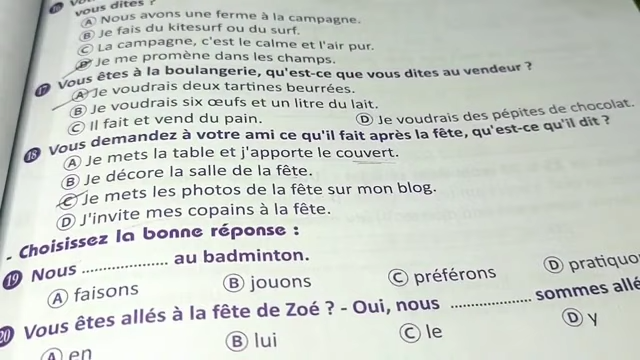 vous dites ?
A Nous avons une ferme à la campagne.
B Je fais du kitesurf ou du surf.
C La campagne, c'est le calme et l'air pur.
D Je me promène dans les champs.
17 Vous êtes à la boulangerie, qu'est-ce que vous dites au vendeur ?
A Je voudrais deux tartines beurrées.
B Je voudrais six œufs et un litre du lait.
C Il fait et vend du pain. D Je voudrais des pépites de chocolat.
18 Vous demandez à votre ami ce qu'il fait après la fête, qu'est-ce qu'il dit ?
A Je mets la table et j'apporte le couvert.
B Je décore la salle de la fête.
C Je mets les photos de la fête sur mon blog.
D J'invite mes copains à la fête.
- Choisissez la bonne réponse :
19 Nous .................... au badminton.
A faisons B jouons C préférons D pratiquo
20 Vous êtes allés à la fête de Zoé ? - Oui, nous .................... sommes allé
A en B lui C le D y